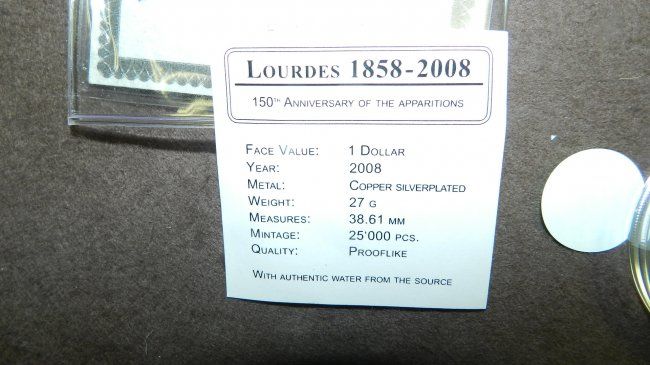 LOURDES 1858-2008
150TH ANNIVERSARY OF THE APPARITIONS
FACE VALUE: 1 DOLLAR
YEAR: 2008
METAL: COPPER SILVERPLATED
WEIGHT: 27 G
MEASURES: 38.61 MM
MINTAGE: 25'000 PCS.
QUALITY: PROOFLIKE
WITH AUTHENTIC WATER FROM THE SOURCE